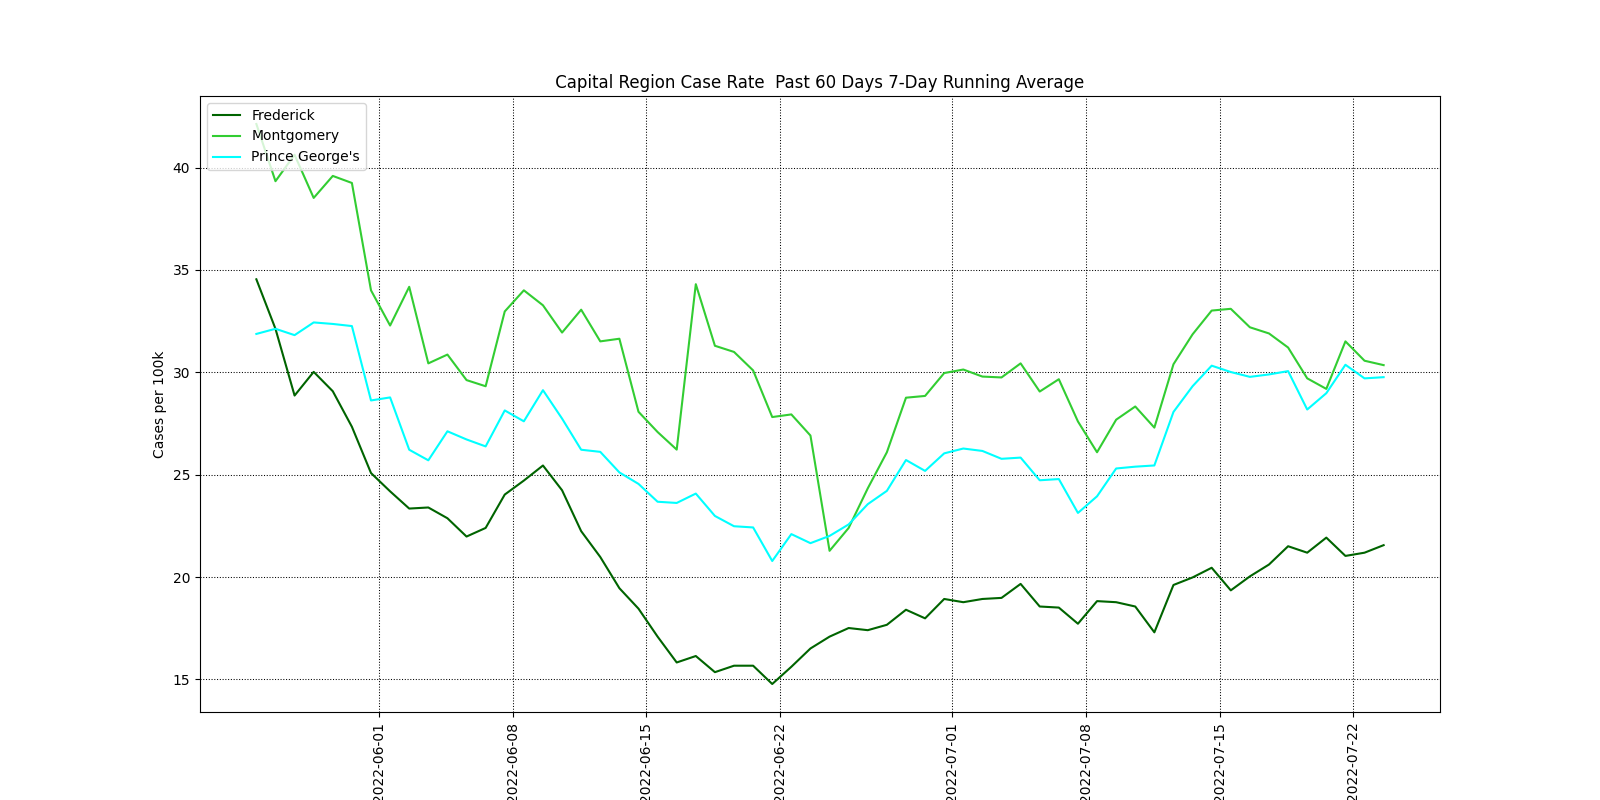 Capital Region Case Rate  Past 60 Days 7-Day Running Average
Frederick
Montgomery
Prince George's
Cases per 100k
40
35
30
25
20
15
2022-06-01
2022-06-08
2022-06-15
2022-06-22
2022-07-01
2022-07-08
2022-07-15
2022-07-22